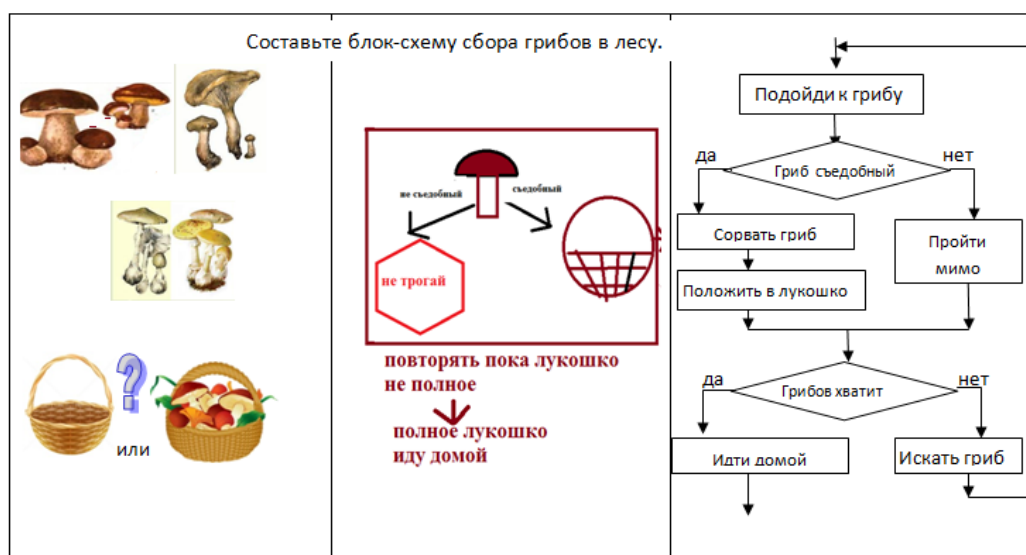 Составьте блок-схему сбора грибов в лесу.
?
или
не съедобный
съедобный
не трогай
повторять пока лукошко
не полное
полное лукошко
иду домой
Подойди к грибу
да
нет
Гриб съедобный
Сорвать гриб
Пройти
мимо
Положить в лукошко
да
нет
Грибов хватит
Идти домой
Искать гриб